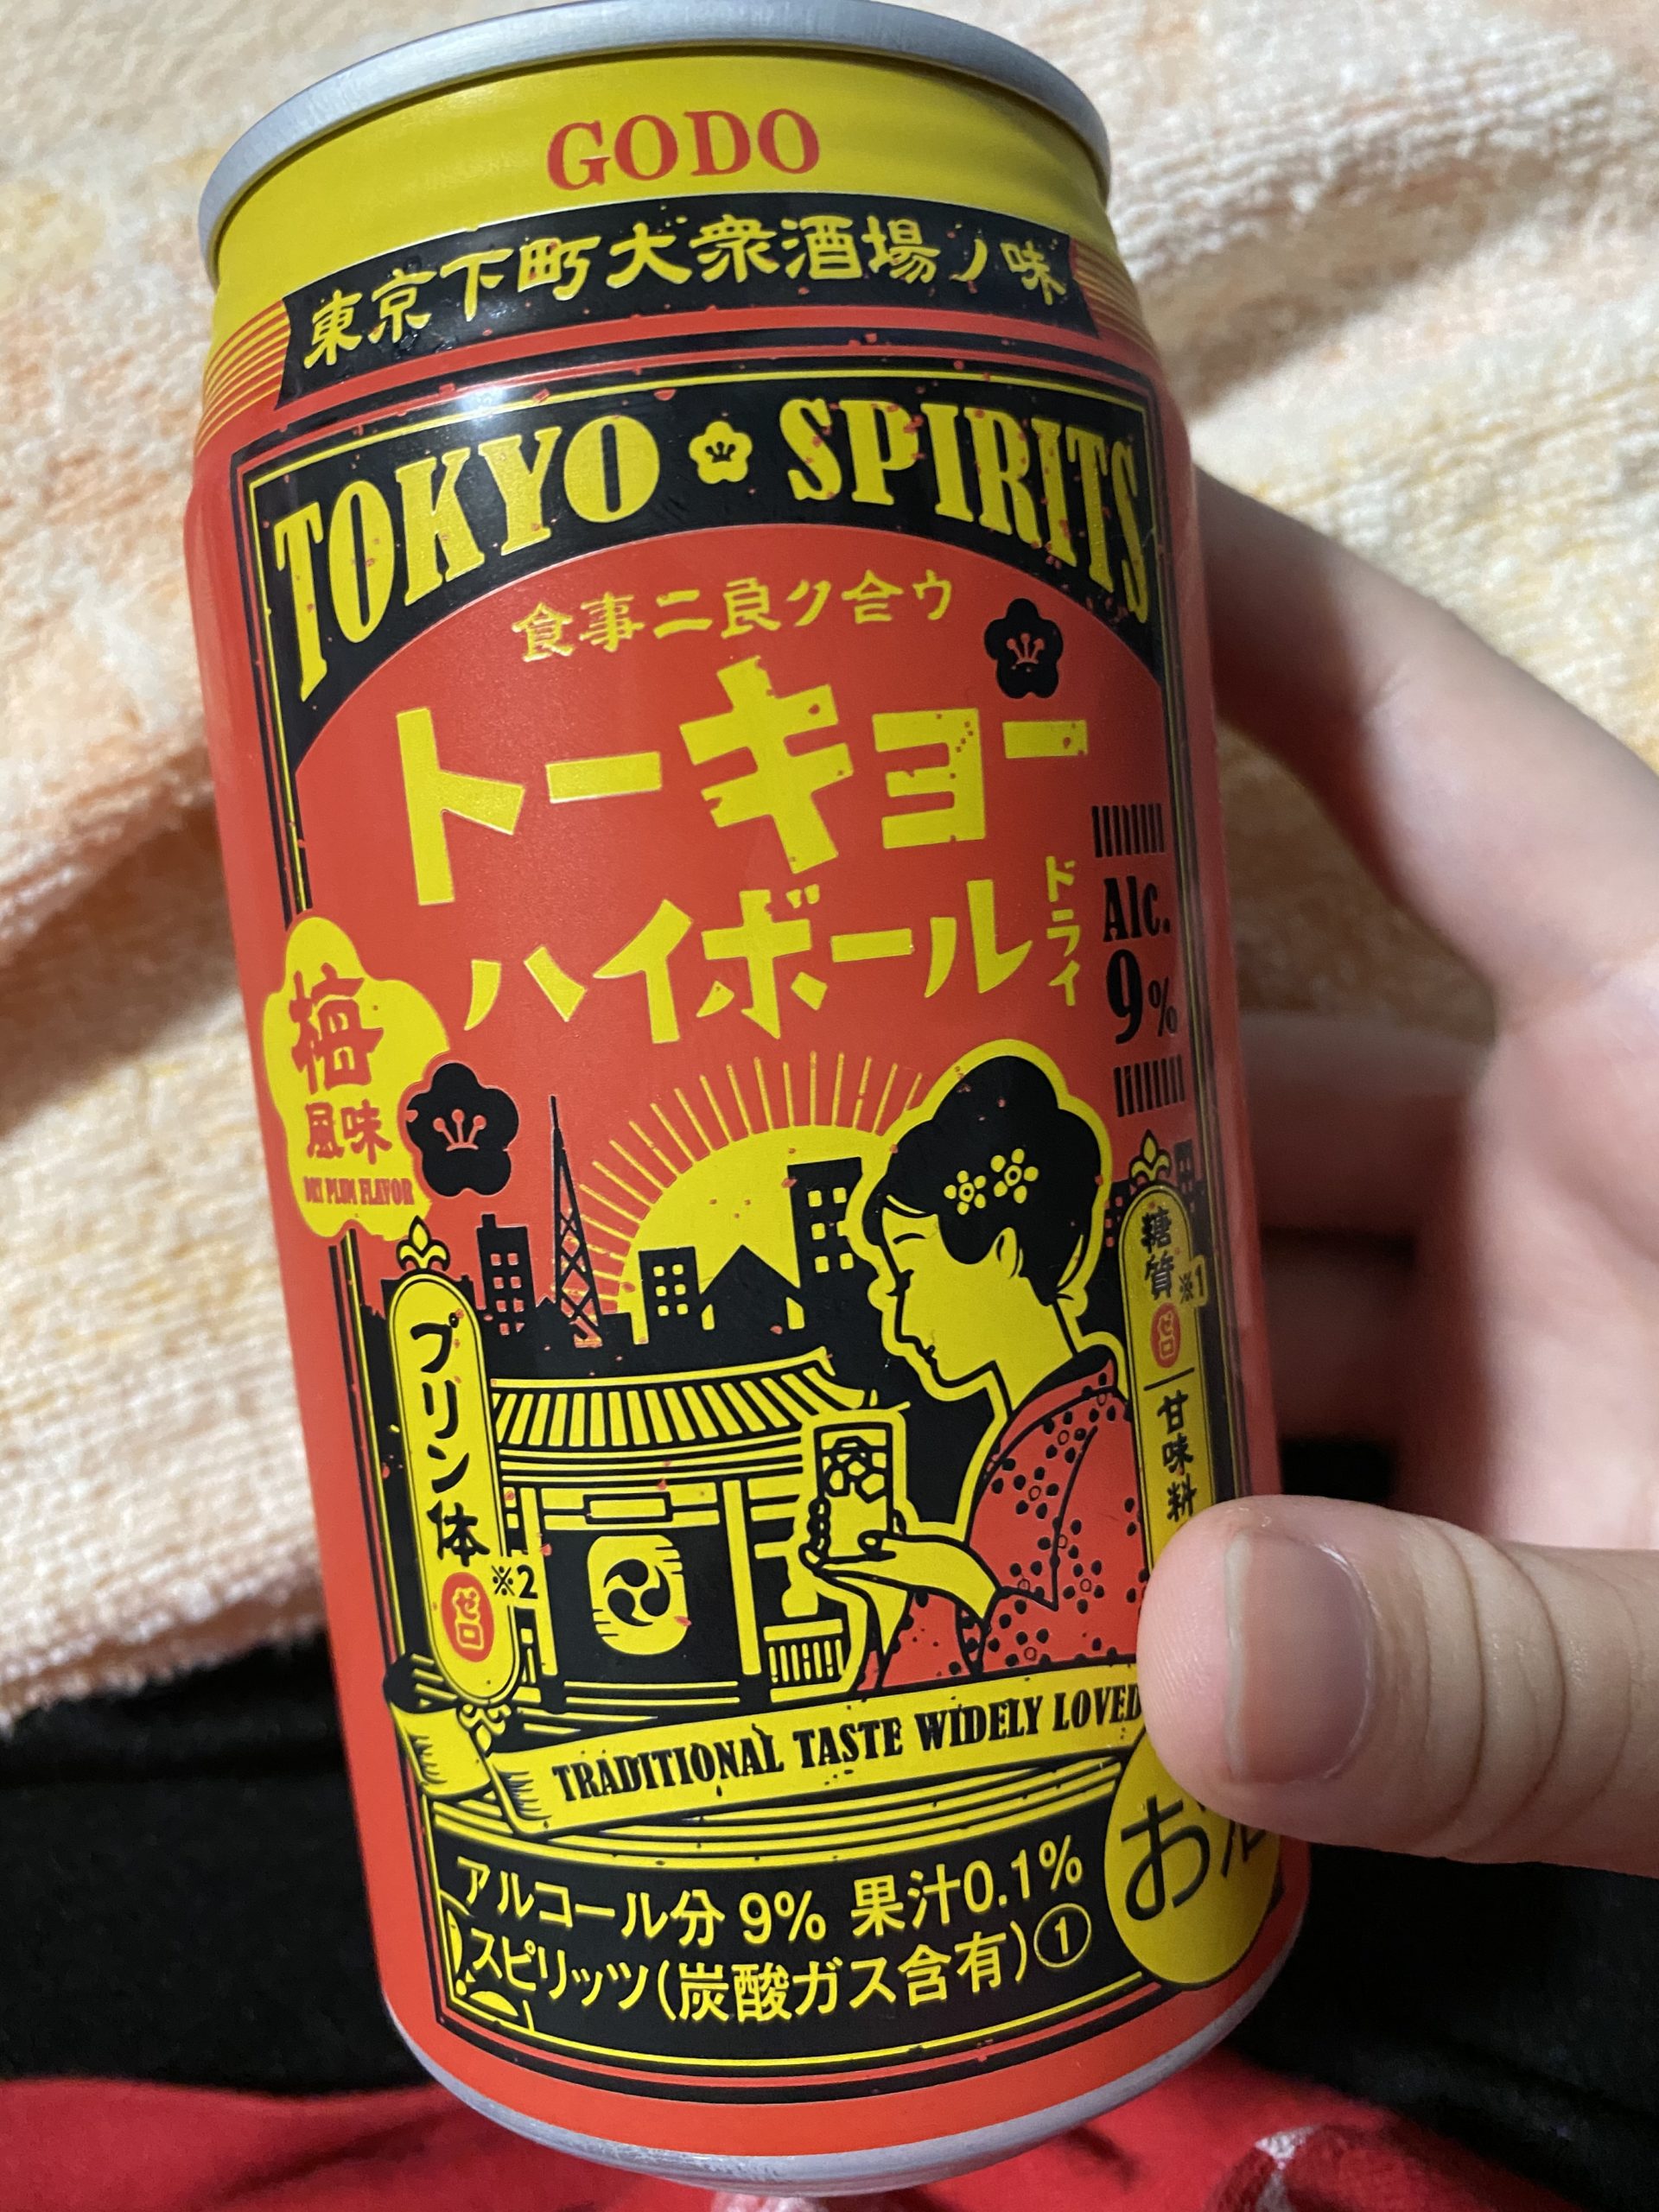 GODO
東京下町大衆酒場ノ味
TOKYO SPIRITS
食事ニ良ク合ウ
トーキョー
ハイボール
ドライ
Alc.
9%
梅
風味
DRY PLUM FLAVOR
プリン体
ゼロ
※2
糖質
※1
ゼロ
甘味料
TRADITIONAL TASTE WIDELY LOVED
アルコール分 9% 果汁0.1%
スピリッツ(炭酸ガス含有)①
お